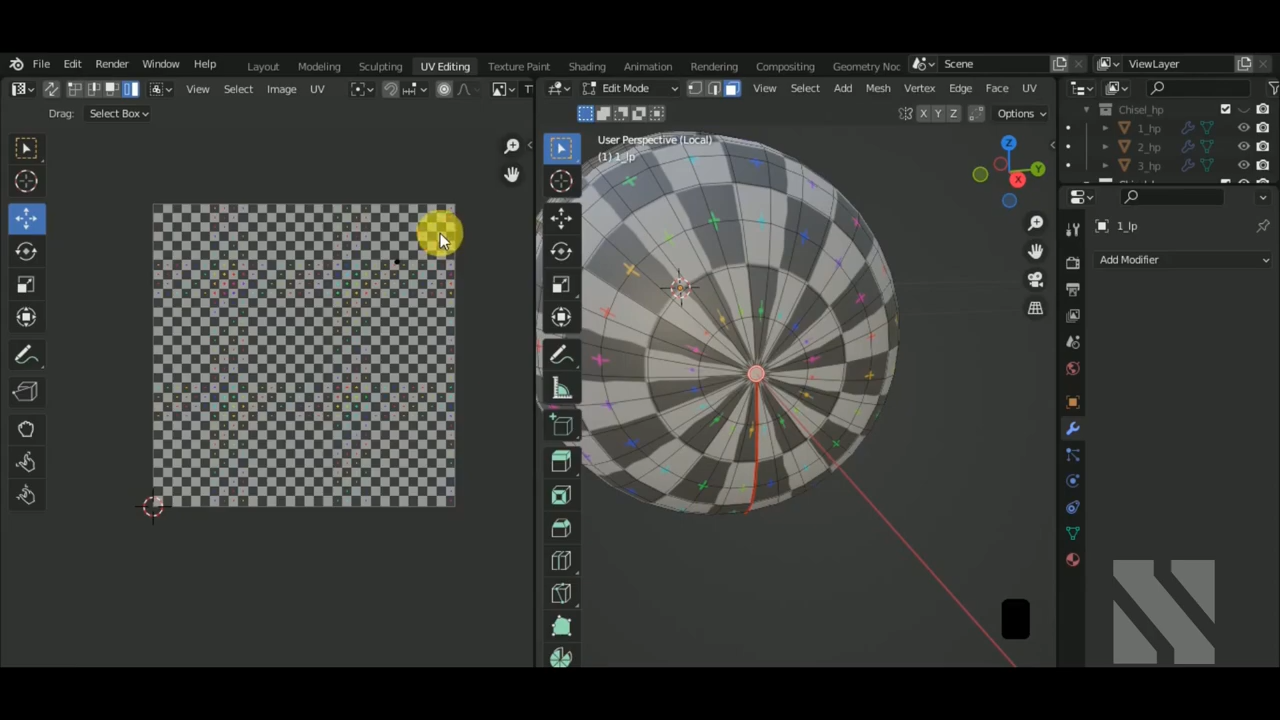 File Edit Render Window Help Layout Modeling Sculpting UV Editing Texture Paint Shading Animation Rendering Compositing Geometry Noc Scene ViewLayer
View Select Image UV Edit Mode View Select Add Mesh Vertex Edge Face UV
Drag: Select Box X Y Z Options
Chisel_hp
1_hp
2_hp
3_hp
User Perspective (Local)
(1) 1_lp
Z
Y
X
1_lp
Add Modifier